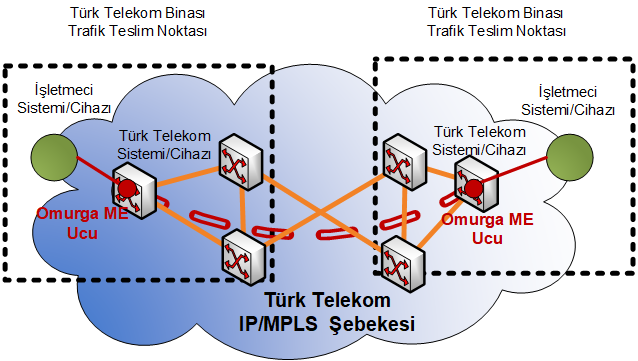 Türk Telekom Binası
Trafik Teslim Noktası
Türk Telekom Binası
Trafik Teslim Noktası
İşletmeci
Sistemi/Cihazı
İşletmeci
Sistemi/Cihazı
Türk Telekom
Sistemi/Cihazı
Türk Telekom
Sistemi/Cihazı
Omurga ME
Ucu
Omurga ME
Ucu
Türk Telekom
IP/MPLS Şebekesi